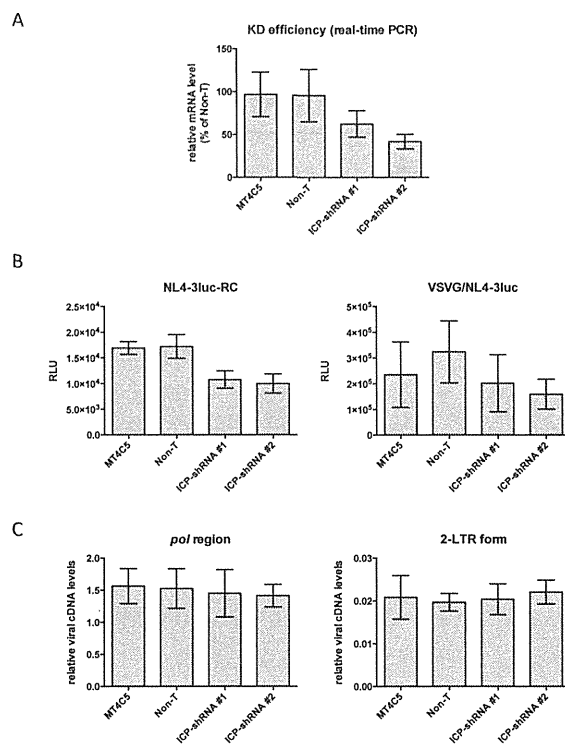 A
KD efficiency (real-time PCR)
relative mRNA level
(% of Non-T)
150
100
50
0
MT4C5
Non-T
ICP-shRNA #1
ICP-shRNA #2
B
NL4-3luc-RC
RLU
2.5×10⁴
2.0×10⁴
1.5×10⁴
1.0×10⁴
5.0×10³
0.0
MT4C5
Non-T
ICP-shRNA #1
ICP-shRNA #2
VSVG/NL4-3luc
RLU
5×10⁵
4×10⁵
3×10⁵
2×10⁵
1×10⁵
0
MT4C5
Non-T
ICP-shRNA #1
ICP-shRNA #2
C
pol region
relative viral cDNA levels
2.0
1.5
1.0
0.5
0.0
MT4C5
Non-T
ICP-shRNA #1
ICP-shRNA #2
2-LTR form
relative viral cDNA levels
0.03
0.02
0.01
0.00
MT4C5
Non-T
ICP-shRNA #1
ICP-shRNA #2